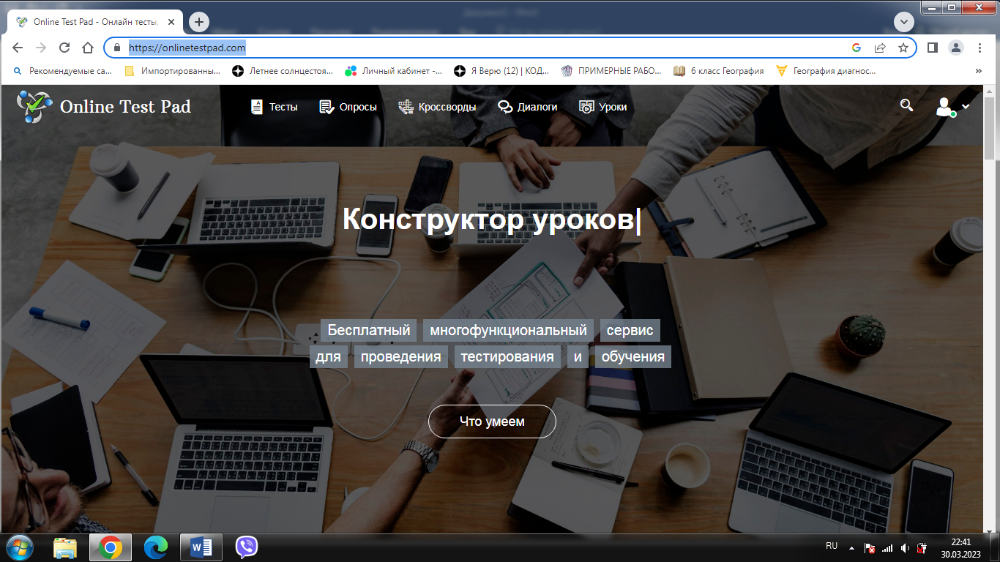 Online Test Pad - Онлайн тесты,
https://onlinetestpad.com
Рекомендуемые са...
Импортированны...
Летнее солнцестоя...
Личный кабинет -...
Я Верю (12) | КОД...
ПРИМЕРНЫЕ РАБО...
6 класс География
География диагнос...
»
Online Test Pad
Тесты
Опросы
Кроссворды
Диалоги
Уроки
Конструктор уроков|
Бесплатный многофункциональный сервис
для проведения тестирования и обучения
Что умеем
RU
22:41
30.03.2023